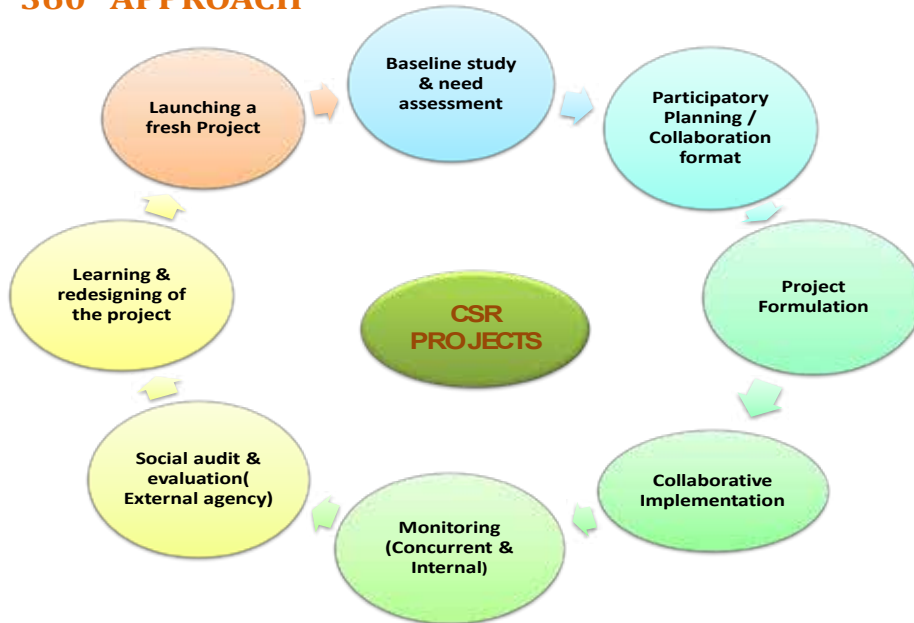 360° APPROACH
Baseline study
& need
assessment
Participatory
Planning /
Collaboration
format
Project
Formulation
Collaborative
Implementation
Monitoring
(Concurrent &
Internal)
Social audit &
evaluation(
External agency)
Learning &
redesigning of
the project
Launching a
fresh Project
CSR
PROJECTS